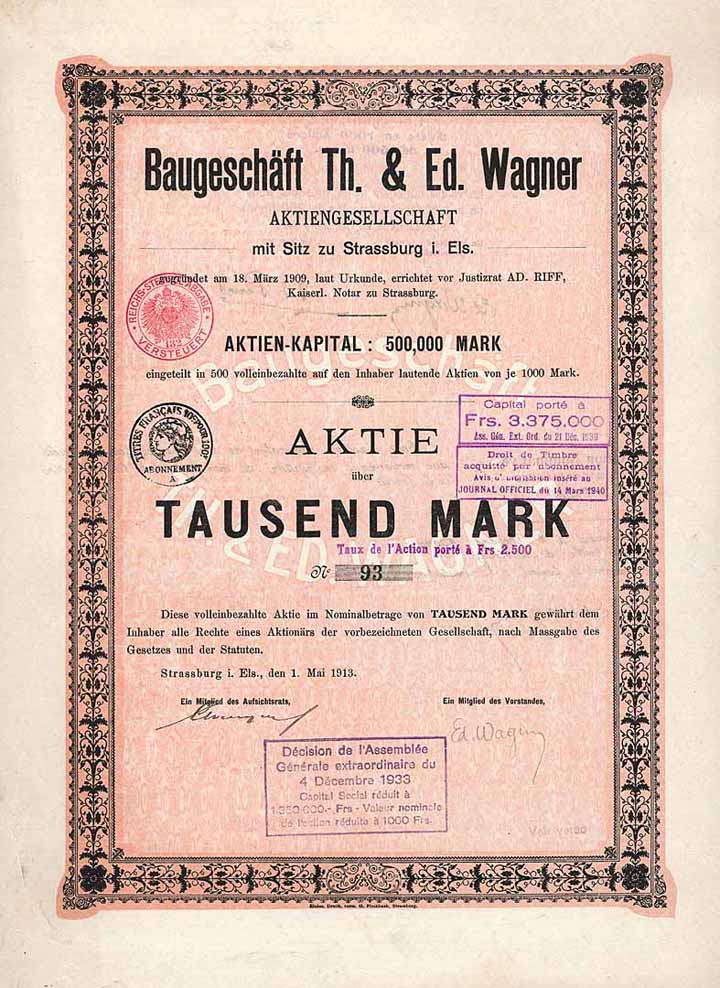 Baugeschäft Th. & Ed. Wagner
AKTIENGESELLSCHAFT
mit Sitz zu Strassburg i. Els.
gegründet am 18. März 1909, laut Urkunde, errichtet vor Justizrat AD. RIFF,
Kaiserl. Notar zu Strassburg.
REICHS-STEMPELABGABE
132
VERSTEUERT
AKTIEN-KAPITAL : 500,000 MARK
eingeteilt in 500 volleinbezahlte auf den Inhaber lautende Aktien von je 1000 Mark.
Baugeschäft
TH. & ED. WAGNER
Capital porté à
Frs. 3.375.000
Ass. Gén. Ext. Ord. du 21 Déc. 1939
TITRES FRANÇAIS
ABONNEMENT
A
AKTIE
über
Droit de Timbre
acquitté par abonnement
Avis d' inséré au
JOURNAL OFFICIEL du 14 Mars 1940
TAUSEND MARK
Taux de l'Action porté à Frs 2.500
No 93
Diese volleinbezahlte Aktie im Nominalbetrage von TAUSEND MARK gewährt dem
Inhaber alle Rechte eines Aktionärs der vorbezeichneten Gesellschaft, nach Massgabe des
Gesetzes und der Statuten.
Strassburg i. Els., den 1. Mai 1913.
Ein Mitglied des Aufsichtsrats,
Ein Mitglied des Vorstandes,
Ed. Wagner
Décision de l'Assemblée
Générale extraordinaire du
4 Décembre 1933
Capital Social réduit à
1.350.000.- Frs - Valeur nominale
de l'action réduite à 1000 Frs.